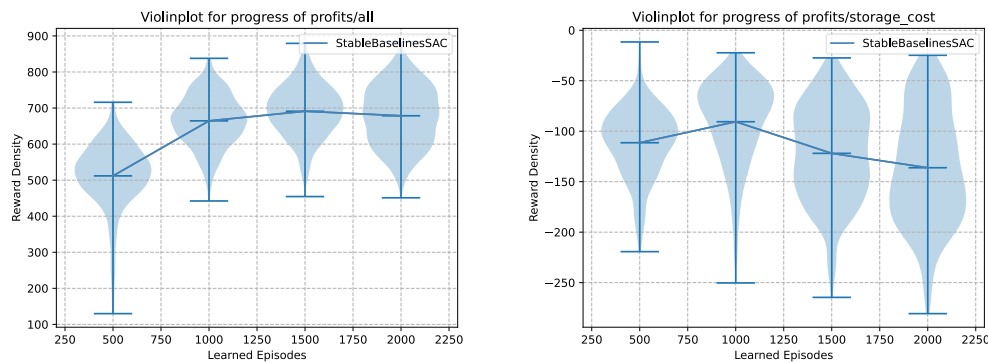 Violinplot for progress of profits/all
StableBaselinesSAC
900
800
700
600
500
400
300
200
100
Reward Density
250 500 750 1000 1250 1500 1750 2000 2250
Learned Episodes
Violinplot for progress of profits/storage_cost
StableBaselinesSAC
0
−50
−100
−150
−200
−250
Reward Density
250 500 750 1000 1250 1500 1750 2000 2250
Learned Episodes